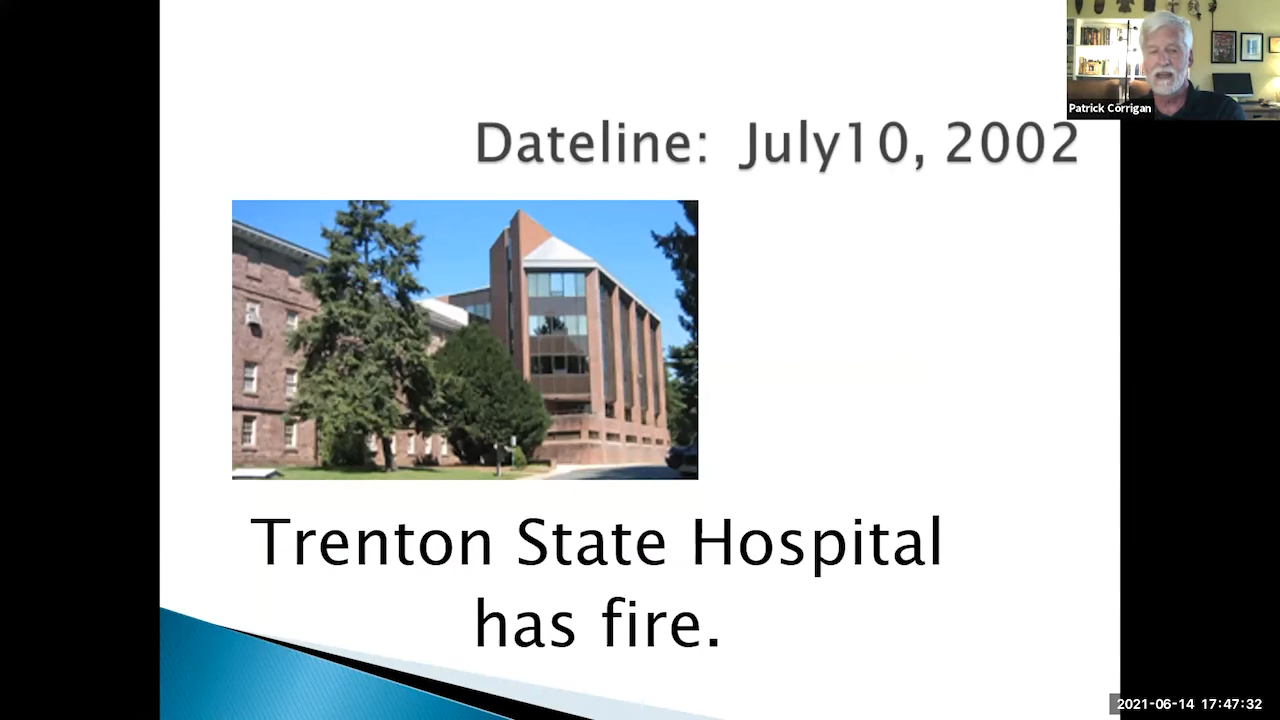 Patrick Corrigan
Dateline: July10, 2002
Trenton State Hospital
has fire.
2021-06-14 17:47:32